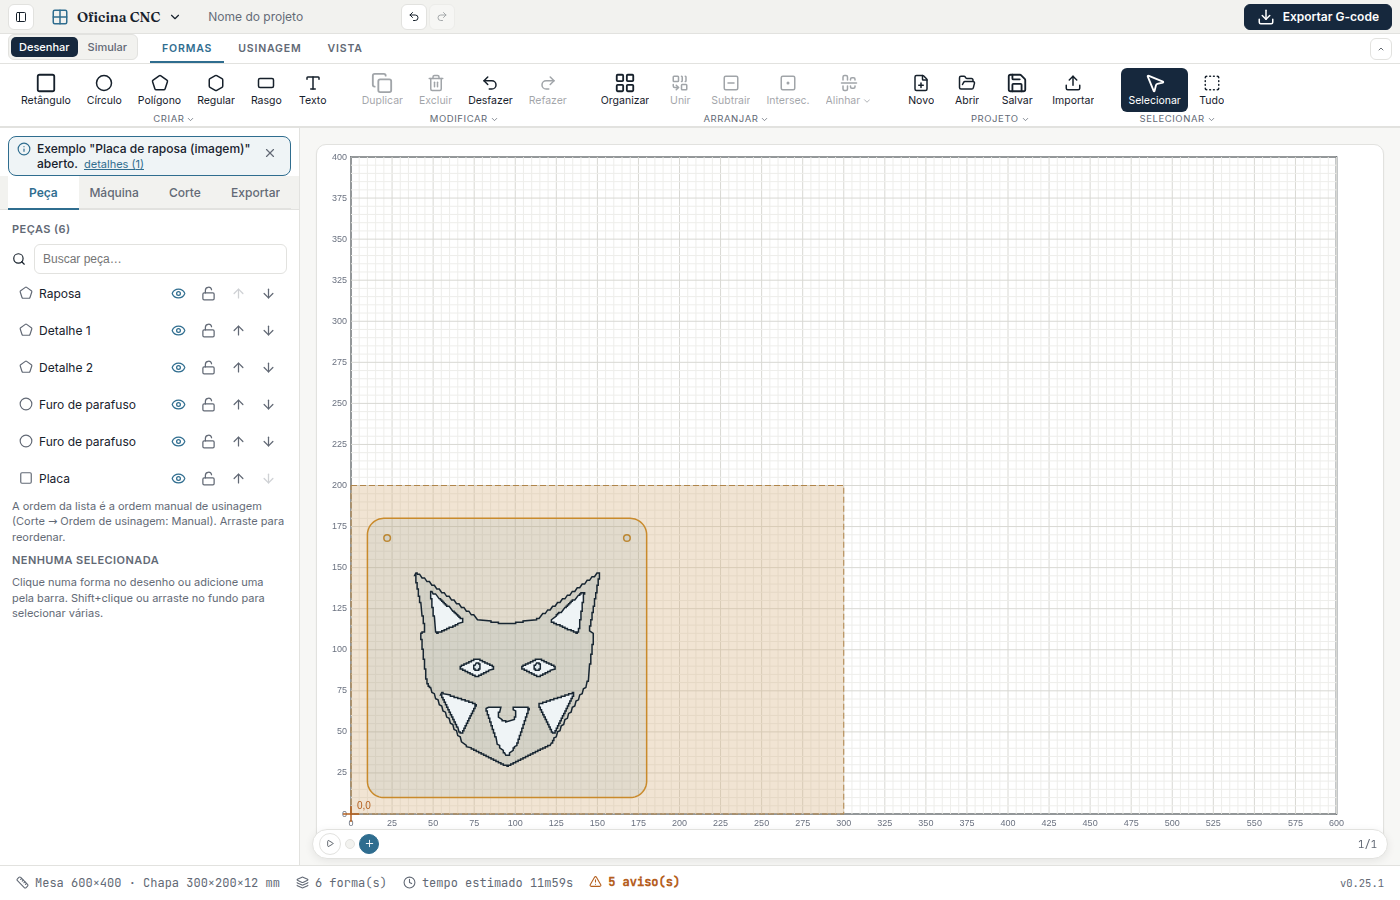 Oficina CNC
Nome do projeto
Exportar G-code
Desenhar
Simular
FORMAS
USINAGEM
VISTA
Retângulo
Círculo
Polígono
Regular
Rasgo
Texto
Duplicar
Excluir
Desfazer
Refazer
Organizar
Unir
Subtrair
Intersec.
Alinhar
Novo
Abrir
Salvar
Importar
Selecionar
Tudo
CRIAR
MODIFICAR
ARRANJAR
PROJETO
SELECIONAR
Exemplo "Placa de raposa (imagem)"
aberto. detalhes (1)
Peça
Máquina
Corte
Exportar
PEÇAS (6)
Buscar peça…
Raposa
Detalhe 1
Detalhe 2
Furo de parafuso
Furo de parafuso
Placa
A ordem da lista é a ordem manual de usinagem
(Corte → Ordem de usinagem: Manual). Arraste para
reordenar.
NENHUMA SELECIONADA
Clique numa forma no desenho ou adicione uma
pela barra. Shift+clique ou arraste no fundo para
selecionar várias.
400
375
350
325
300
275
250
225
200
175
150
125
100
75
50
25
0
0,0
0
25
50
75
100
125
150
175
200
225
250
275
300
325
350
375
400
425
450
475
500
525
550
575
600
1/1
Mesa 600×400 · Chapa 300×200×12 mm
6 forma(s)
tempo estimado 11m59s
5 aviso(s)
v0.25.1